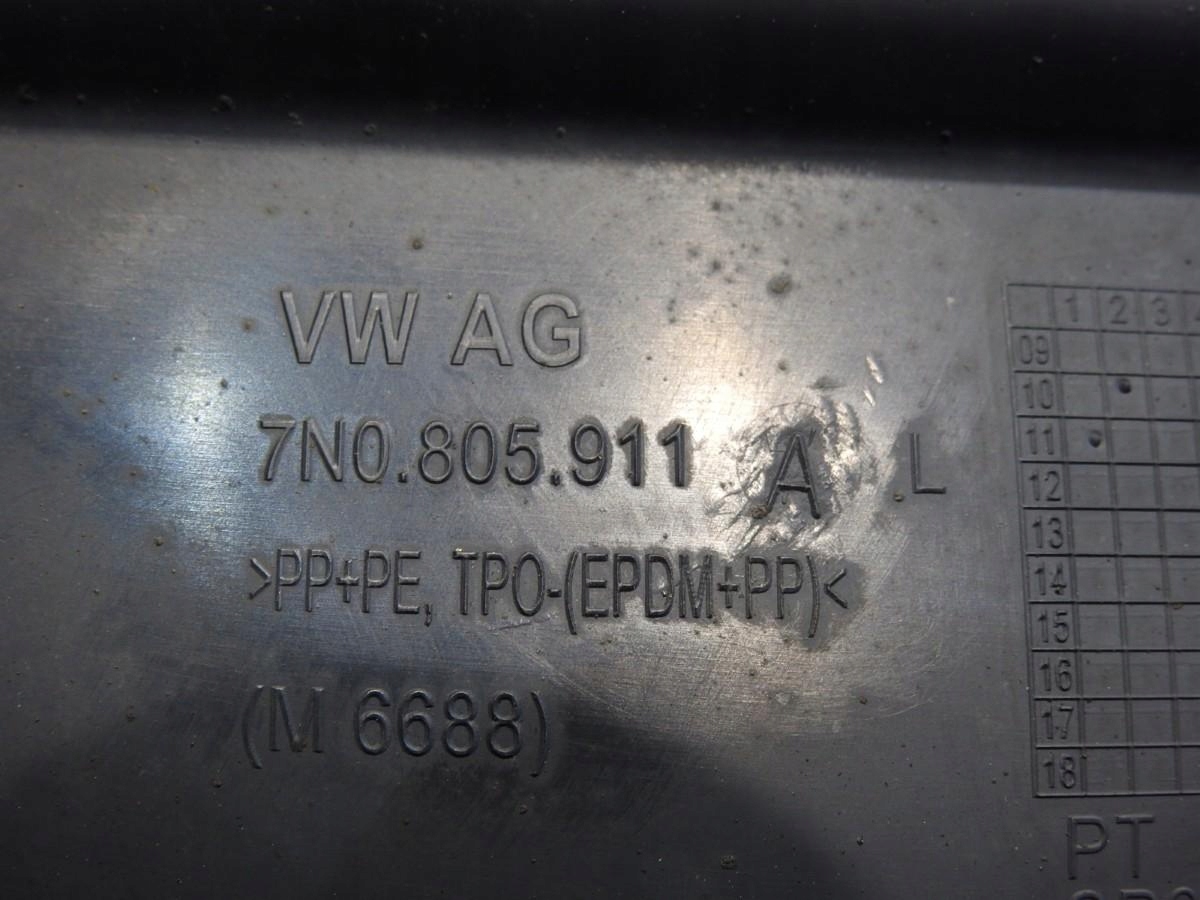 VW AG
7N0.805.911 A L
>PP+PE, TPO-(EPDM+PP)<
(M 6688)
1 2 3
09
10
11
12
13
14
15
16
17
18
PT